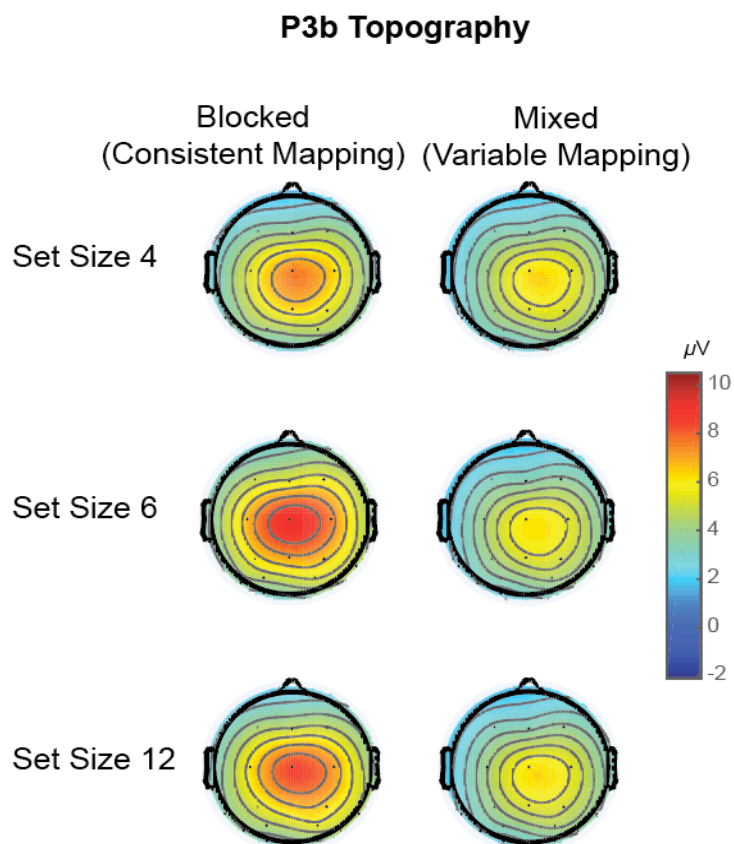 P3b Topography
Blocked
(Consistent Mapping)
Mixed
(Variable Mapping)
Set Size 4
µV
10
8
6
4
2
0
-2
Set Size 6
Set Size 12